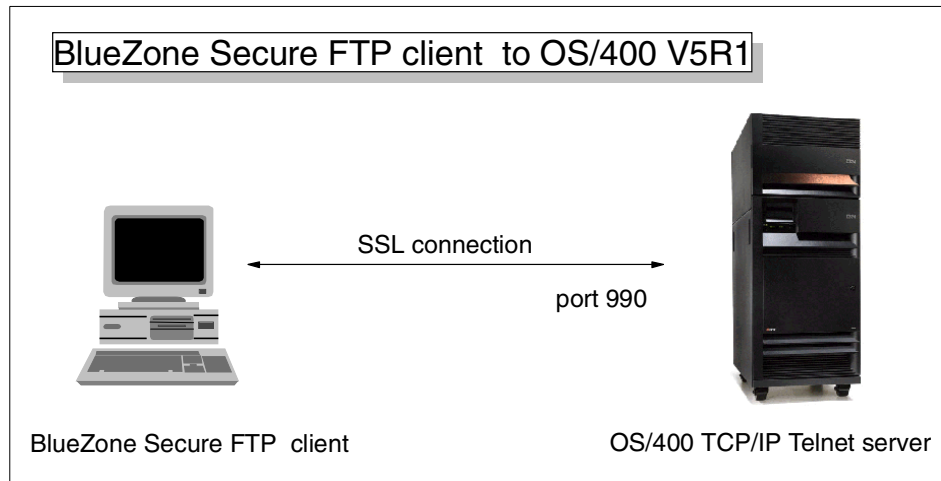 BlueZone Secure FTP client to OS/400 V5R1
SSL connection
port 990
BlueZone Secure FTP client
OS/400 TCP/IP Telnet server